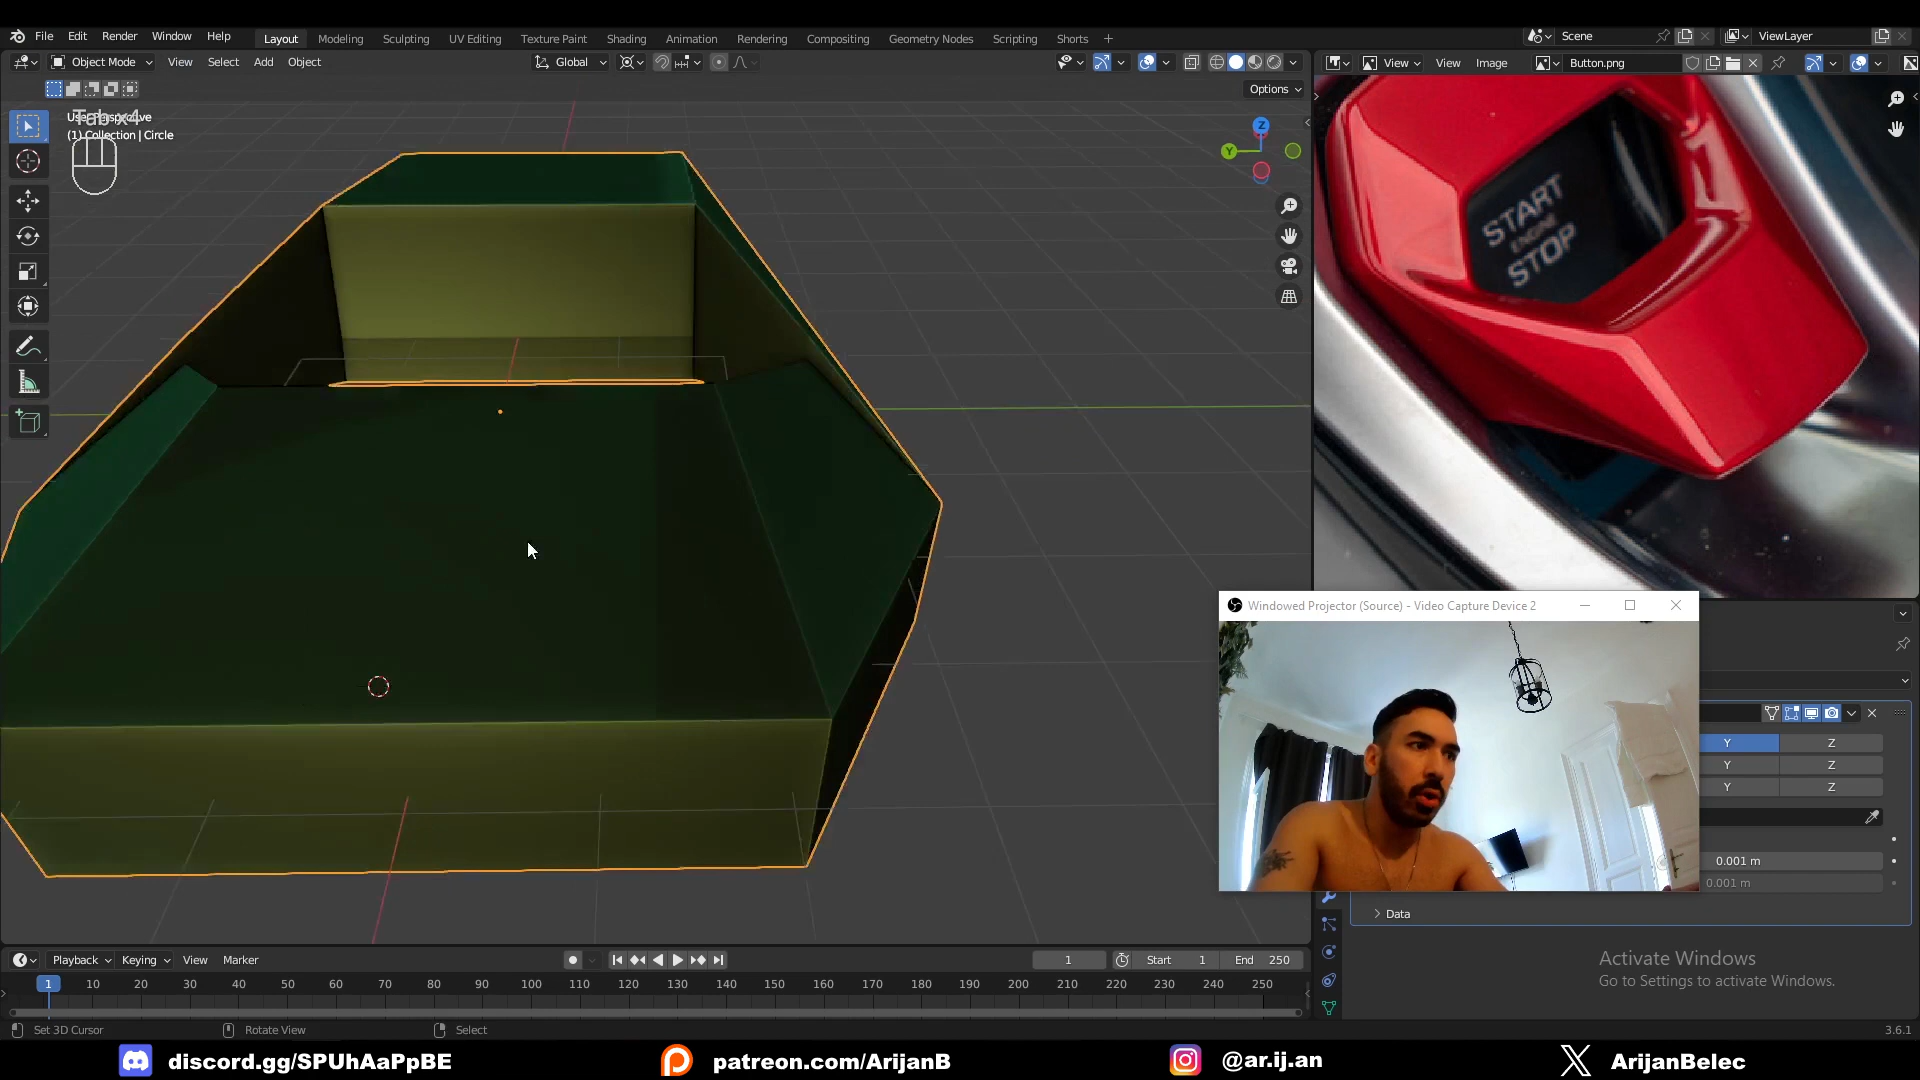 File Edit Render Window Help
Layout Modeling Sculpting UV Editing Texture Paint Shading Animation Rendering Compositing Geometry Nodes Scripting Shorts +
Scene
ViewLayer
Object Mode View Select Add Object
Global
View View Image Button.png
Options
Tab x4
(1) Collection | Circle
Z
Y
START
ENGINE
STOP
Windowed Projector (Source) - Video Capture Device 2
Y Z
Y Z
Y Z
0.001 m
0.001 m
Data
Activate Windows
Go to Settings to activate Windows.
Playback Keying View Marker
1 Start 1 End 250
1 10 20 30 40 50 60 70 80 90 100 110 120 130 140 150 160 170 180 190 200 210 220 230 240 250
Set 3D Cursor Rotate View Select
3.6.1
discord.gg/SPUhAaPpBE patreon.com/ArijanB @ar.ij.an ArijanBelec